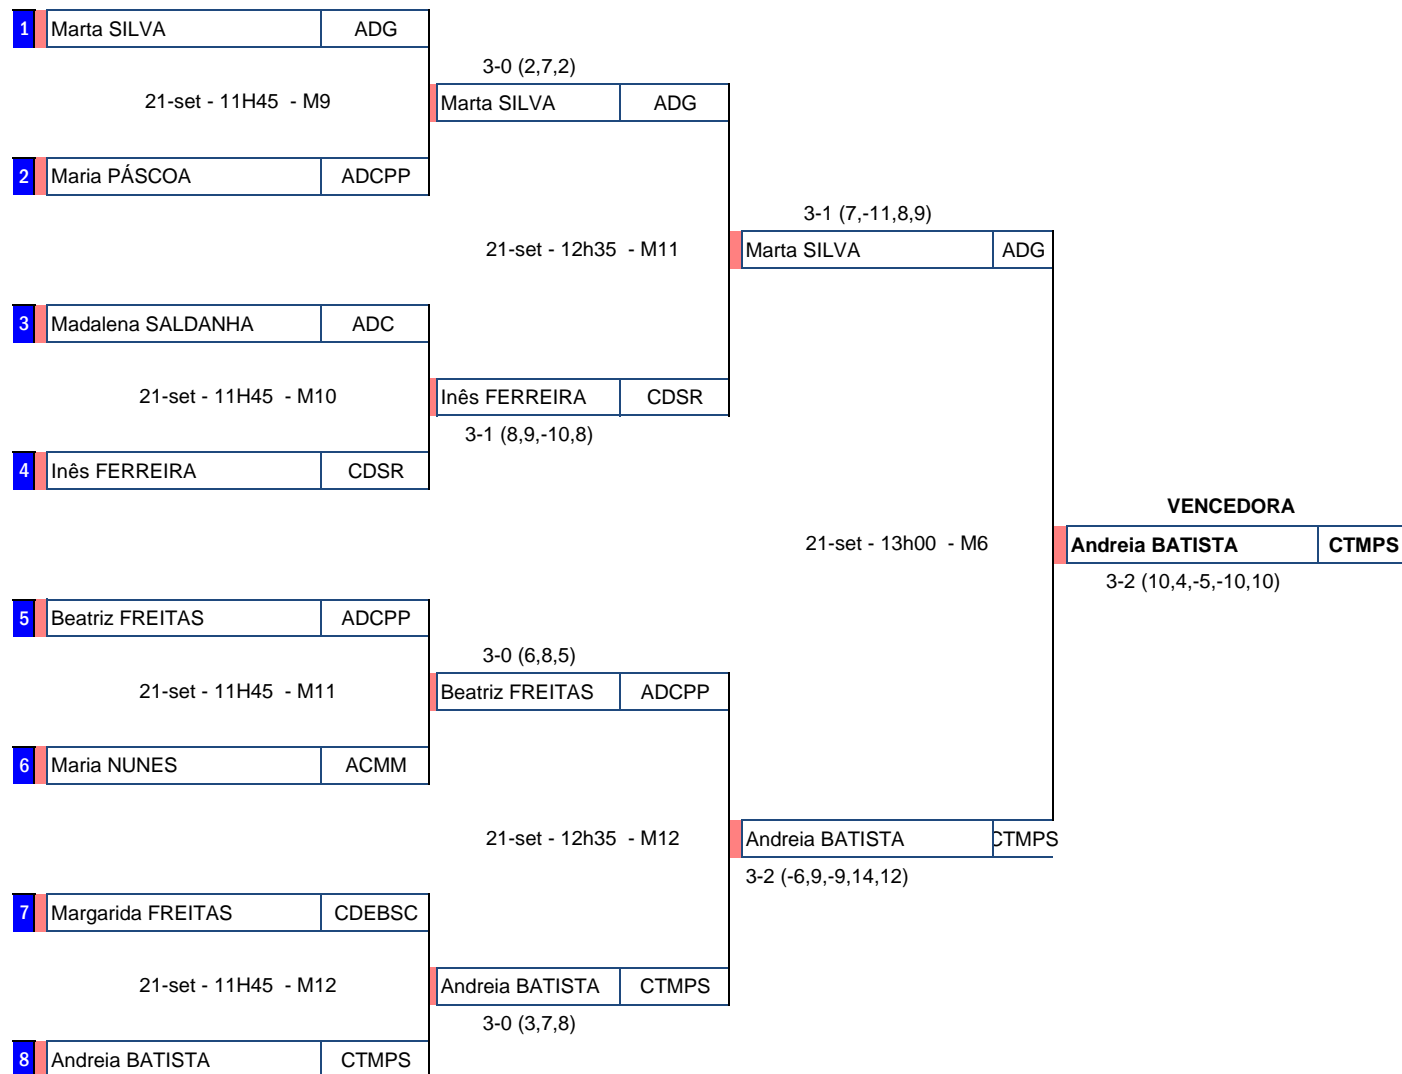 1 Marta SILVA ADG
3-0 (2,7,2)
21-set - 11H45 - M9
Marta SILVA ADG
2 Maria PÁSCOA ADCPP
3-1 (7,-11,8,9)
21-set - 12h35 - M11
Marta SILVA ADG
3 Madalena SALDANHA ADC
21-set - 11H45 - M10
Inês FERREIRA CDSR
3-1 (8,9,-10,8)
4 Inês FERREIRA CDSR
VENCEDORA
21-set - 13h00 - M6
Andreia BATISTA CTMPS
3-2 (10,4,-5,-10,10)
5 Beatriz FREITAS ADCPP
3-0 (6,8,5)
21-set - 11H45 - M11
Beatriz FREITAS ADCPP
6 Maria NUNES ACMM
21-set - 12h35 - M12
Andreia BATISTA CTMPS
3-2 (-6,9,-9,14,12)
7 Margarida FREITAS CDEBSC
21-set - 11H45 - M12
Andreia BATISTA CTMPS
3-0 (3,7,8)
8 Andreia BATISTA CTMPS